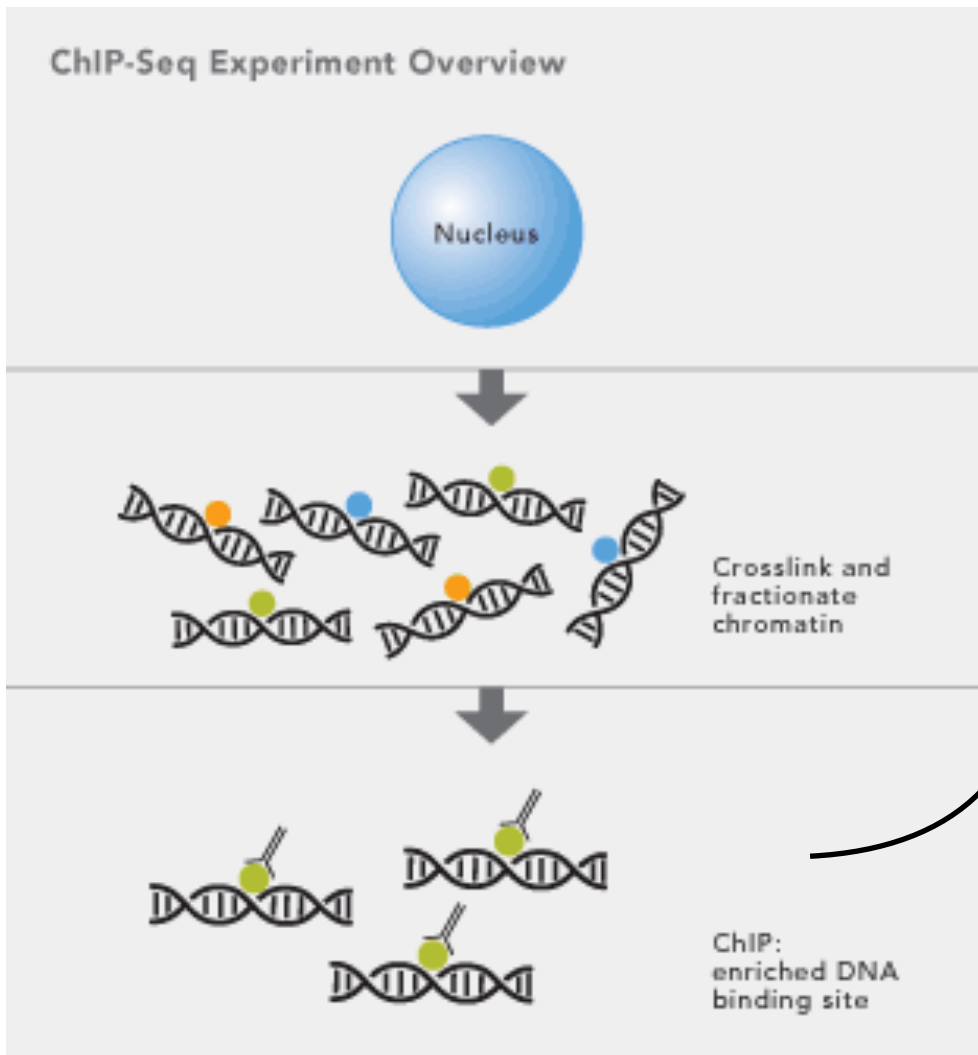 ChIP-Seq Experiment Overview
Nucleus
Crosslink and
fractionate
chromatin
ChIP:
enriched DNA
binding site